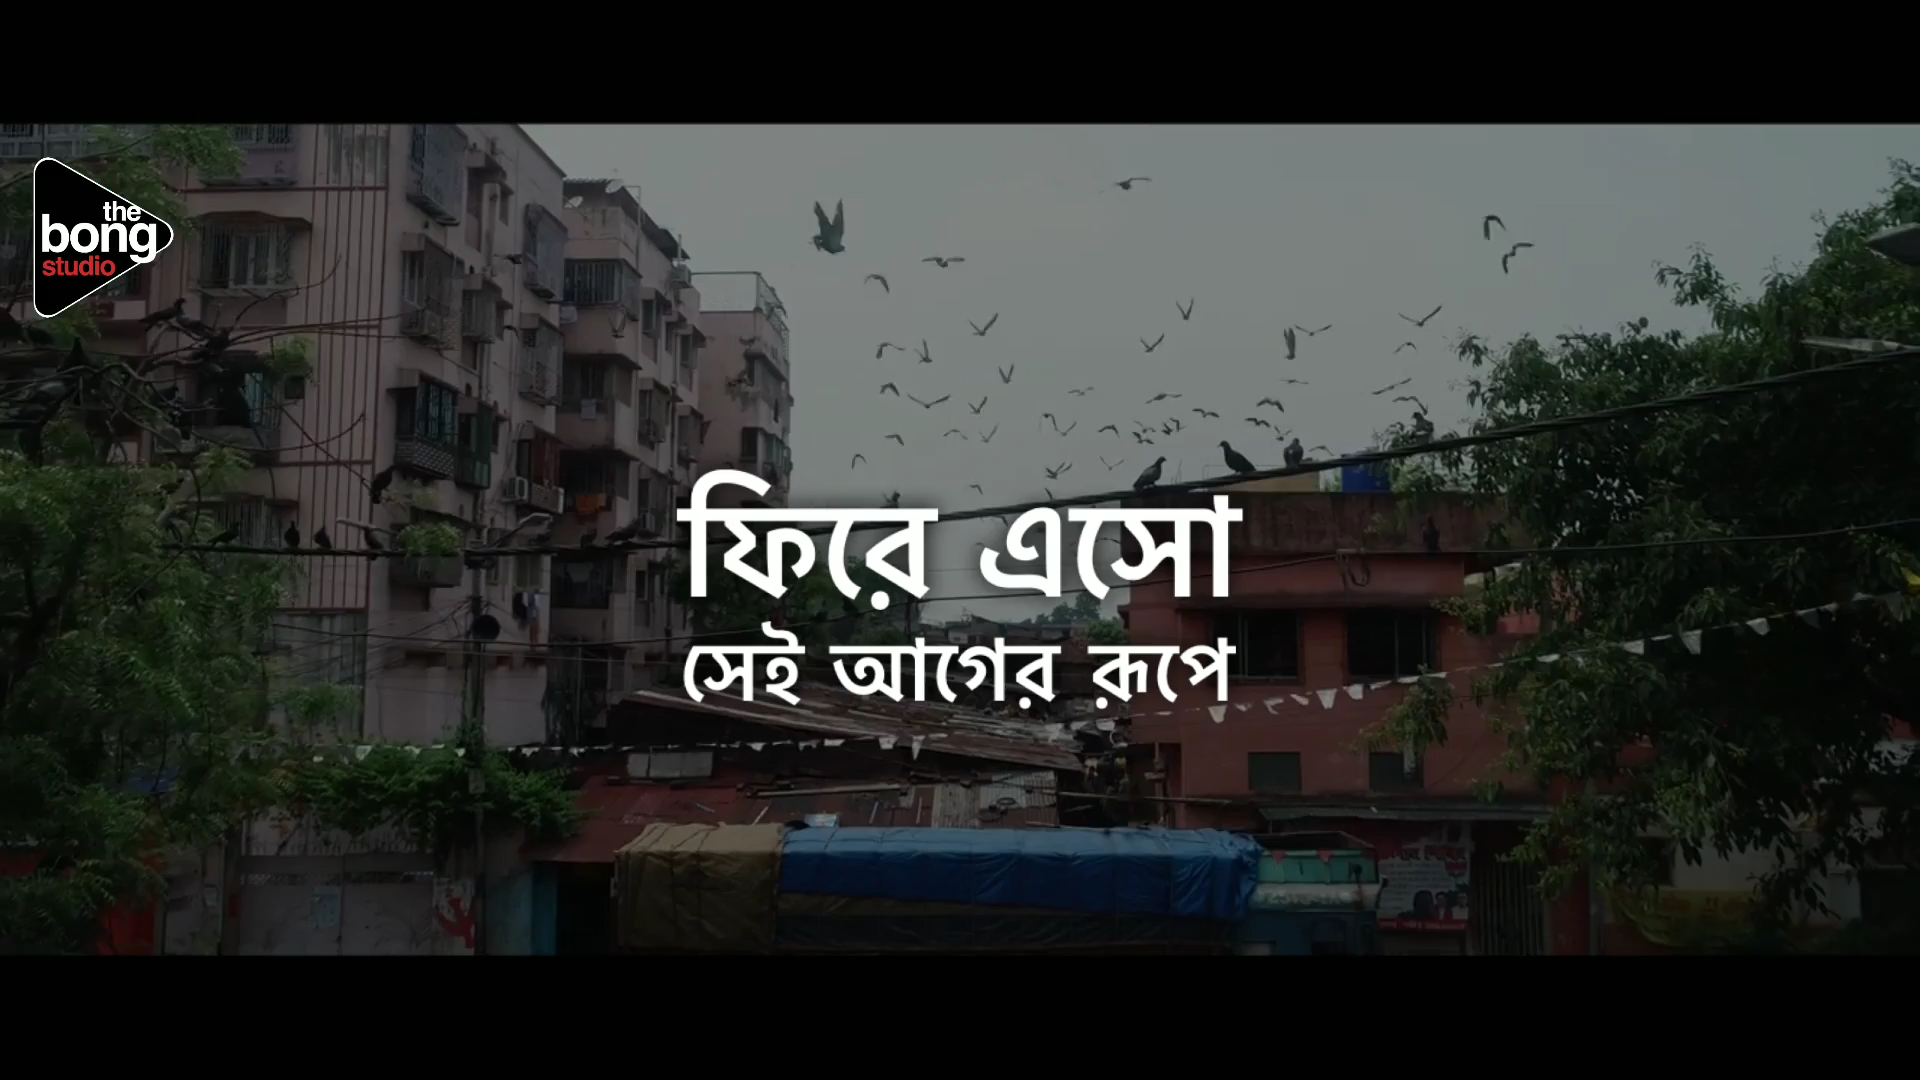 the
bong
studio
ফিরে এসো
সেই আগের রূপে